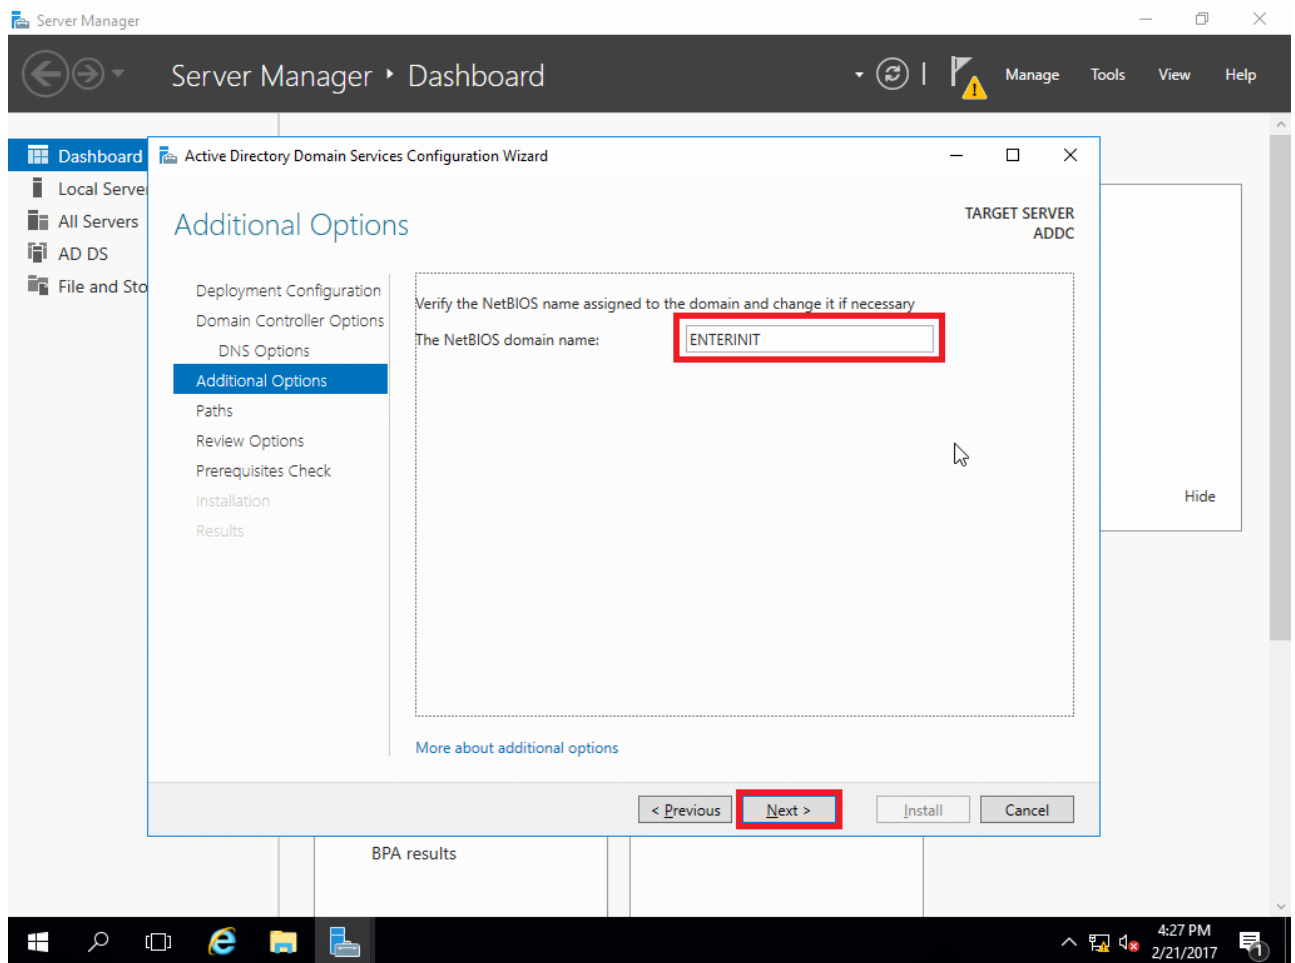 Server Manager
Server Manager ‣ Dashboard
Manage Tools View Help
Dashboard
Local Server
All Servers
AD DS
File and Sto
Active Directory Domain Services Configuration Wizard
Additional Options
TARGET SERVER
ADDC
Deployment Configuration
Domain Controller Options
DNS Options
Additional Options
Paths
Review Options
Prerequisites Check
Installation
Results
Verify the NetBIOS name assigned to the domain and change it if necessary
The NetBIOS domain name: ENTERINIT
More about additional options
< Previous Next > Install Cancel
Hide
BPA results
4:27 PM
2/21/2017
1